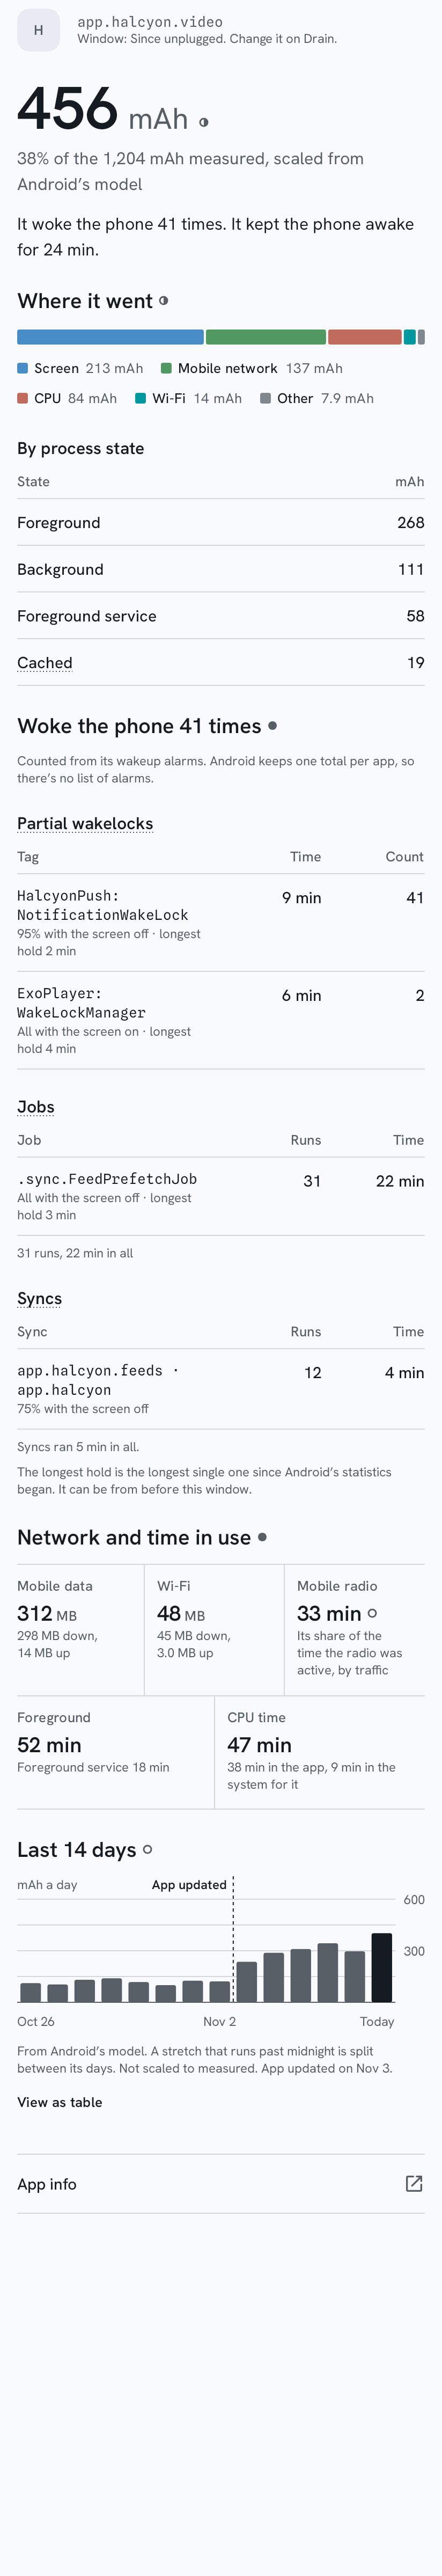 H
app.halcyon.video
Window: Since unplugged. Change it on Drain.
456 mAh
38% of the 1,204 mAh measured, scaled from
Android’s model
It woke the phone 41 times. It kept the phone awake
for 24 min.
Where it went
Screen 213 mAh Mobile network 137 mAh
CPU 84 mAh Wi-Fi 14 mAh Other 7.9 mAh
By process state
State mAh
Foreground 268
Background 111
Foreground service 58
Cached 19
Woke the phone 41 times
Counted from its wakeup alarms. Android keeps one total per app, so
there’s no list of alarms.
Partial wakelocks
Tag Time Count
HalcyonPush: 9 min 41
NotificationWakeLock
95% with the screen off · longest
hold 2 min
ExoPlayer: 6 min 2
WakeLockManager
All with the screen on · longest
hold 4 min
Jobs
Job Runs Time
.sync.FeedPrefetchJob 31 22 min
All with the screen off · longest
hold 3 min
31 runs, 22 min in all
Syncs
Sync Runs Time
app.halcyon.feeds · 12 4 min
app.halcyon
75% with the screen off
Syncs ran 5 min in all.
The longest hold is the longest single one since Android’s statistics
began. It can be from before this window.
Network and time in use
Mobile data Wi-Fi Mobile radio
312 MB 48 MB 33 min
298 MB down, 45 MB down, Its share of the
14 MB up 3.0 MB up time the radio was
active, by traffic
Foreground CPU time
52 min 47 min
Foreground service 18 min 38 min in the app, 9 min in the
system for it
Last 14 days
mAh a day App updated
600
300
Oct 26 Nov 2 Today
From Android’s model. A stretch that runs past midnight is split
between its days. Not scaled to measured. App updated on Nov 3.
View as table
App info